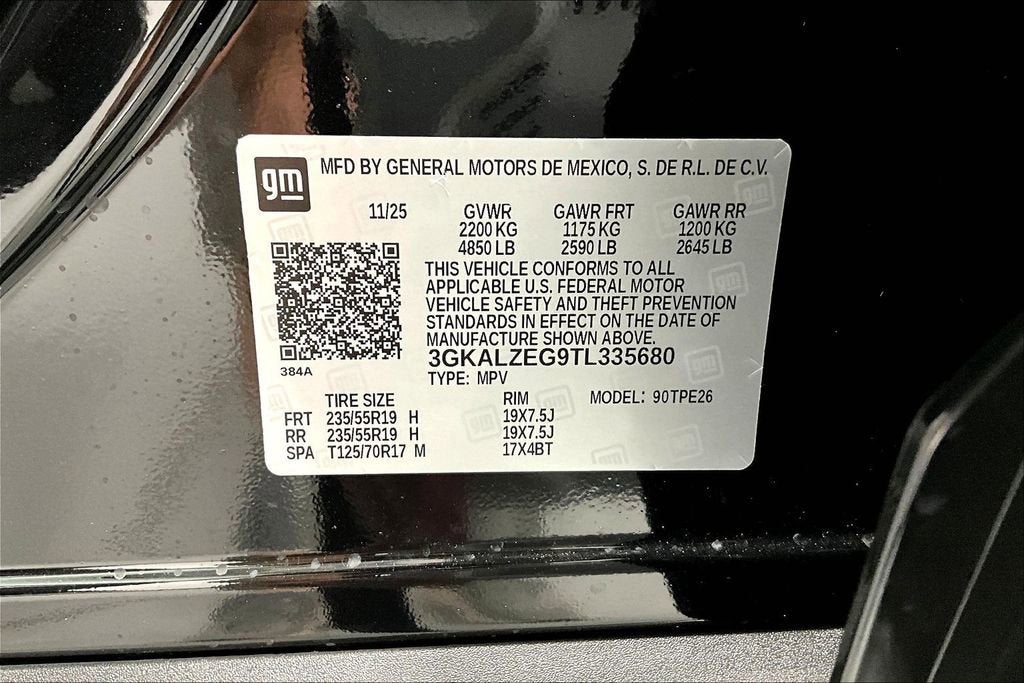 gm MFD BY GENERAL MOTORS DE MEXICO, S. DE R.L. DE C.V.
11/25 GVWR GAWR FRT GAWR RR
2200 KG 1175 KG 1200 KG
4850 LB 2590 LB 2645 LB
THIS VEHICLE CONFORMS TO ALL
APPLICABLE U.S. FEDERAL MOTOR
VEHICLE SAFETY AND THEFT PREVENTION
STANDARDS IN EFFECT ON THE DATE OF
MANUFACTURE SHOWN ABOVE.
3GKALZEG9TL335680
384A
TYPE: MPV
TIRE SIZE RIM MODEL: 90TPE26
FRT 235/55R19 H 19X7.5J
RR 235/55R19 H 19X7.5J
SPA T125/70R17 M 17X4BT